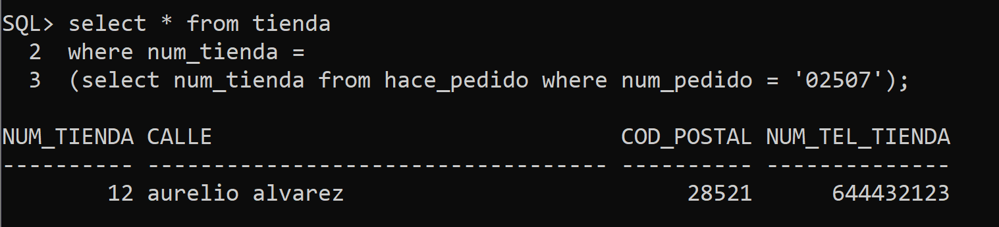 SQL> select * from tienda
  2  where num_tienda =
  3  (select num_tienda from hace_pedido where num_pedido = '02507');
NUM_TIENDA CALLE                               COD_POSTAL NUM_TEL_TIENDA
---------- ----------------------------------- ---------- --------------
        12 aurelio alvarez                          28521      644432123